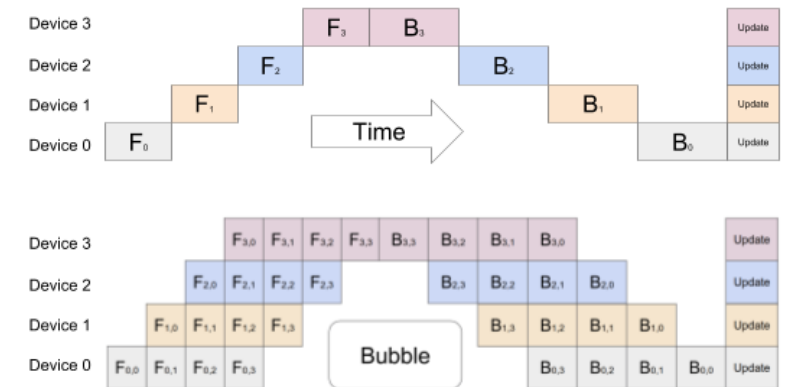 Device 3 F3 B3 Update
Device 2 F2 B2 Update
Device 1 F1 B1 Update
Time
Device 0 F0 B0 Update
Device 3 F3,0 F3,1 F3,2 F3,3 B3,3 B3,2 B3,1 B3,0 Update
Device 2 F2,0 F2,1 F2,2 F2,3 B2,3 B2,2 B2,1 B2,0 Update
Device 1 F1,0 F1,1 F1,2 F1,3 B1,3 B1,2 B1,1 B1,0 Update
Bubble
Device 0 F0,0 F0,1 F0,2 F0,3 B0,3 B0,2 B0,1 B0,0 Update